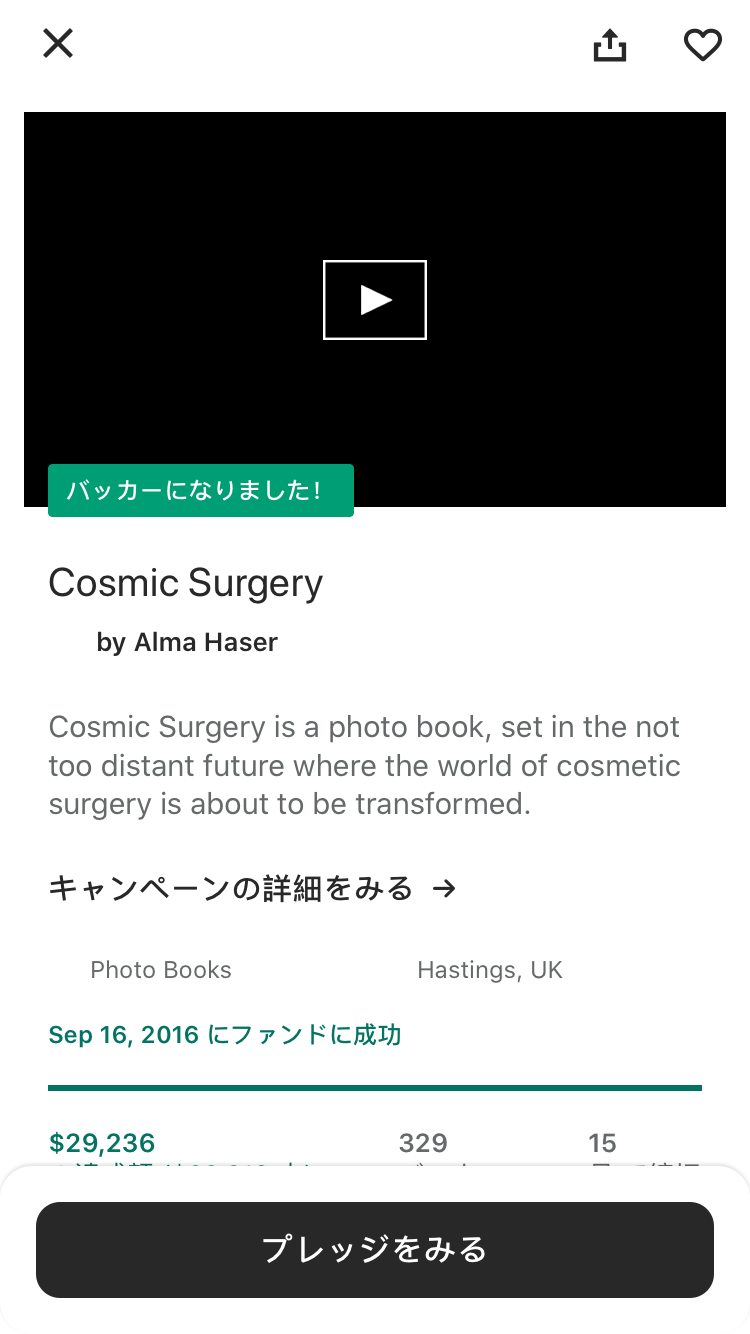 バッカーになりました!
Cosmic Surgery
by Alma Haser
Cosmic Surgery is a photo book, set in the not
too distant future where the world of cosmetic
surgery is about to be transformed.
キャンペーンの詳細をみる →
Photo Books Hastings, UK
Sep 16, 2016 にファンドに成功
$29,236 329 15
プレッジをみる